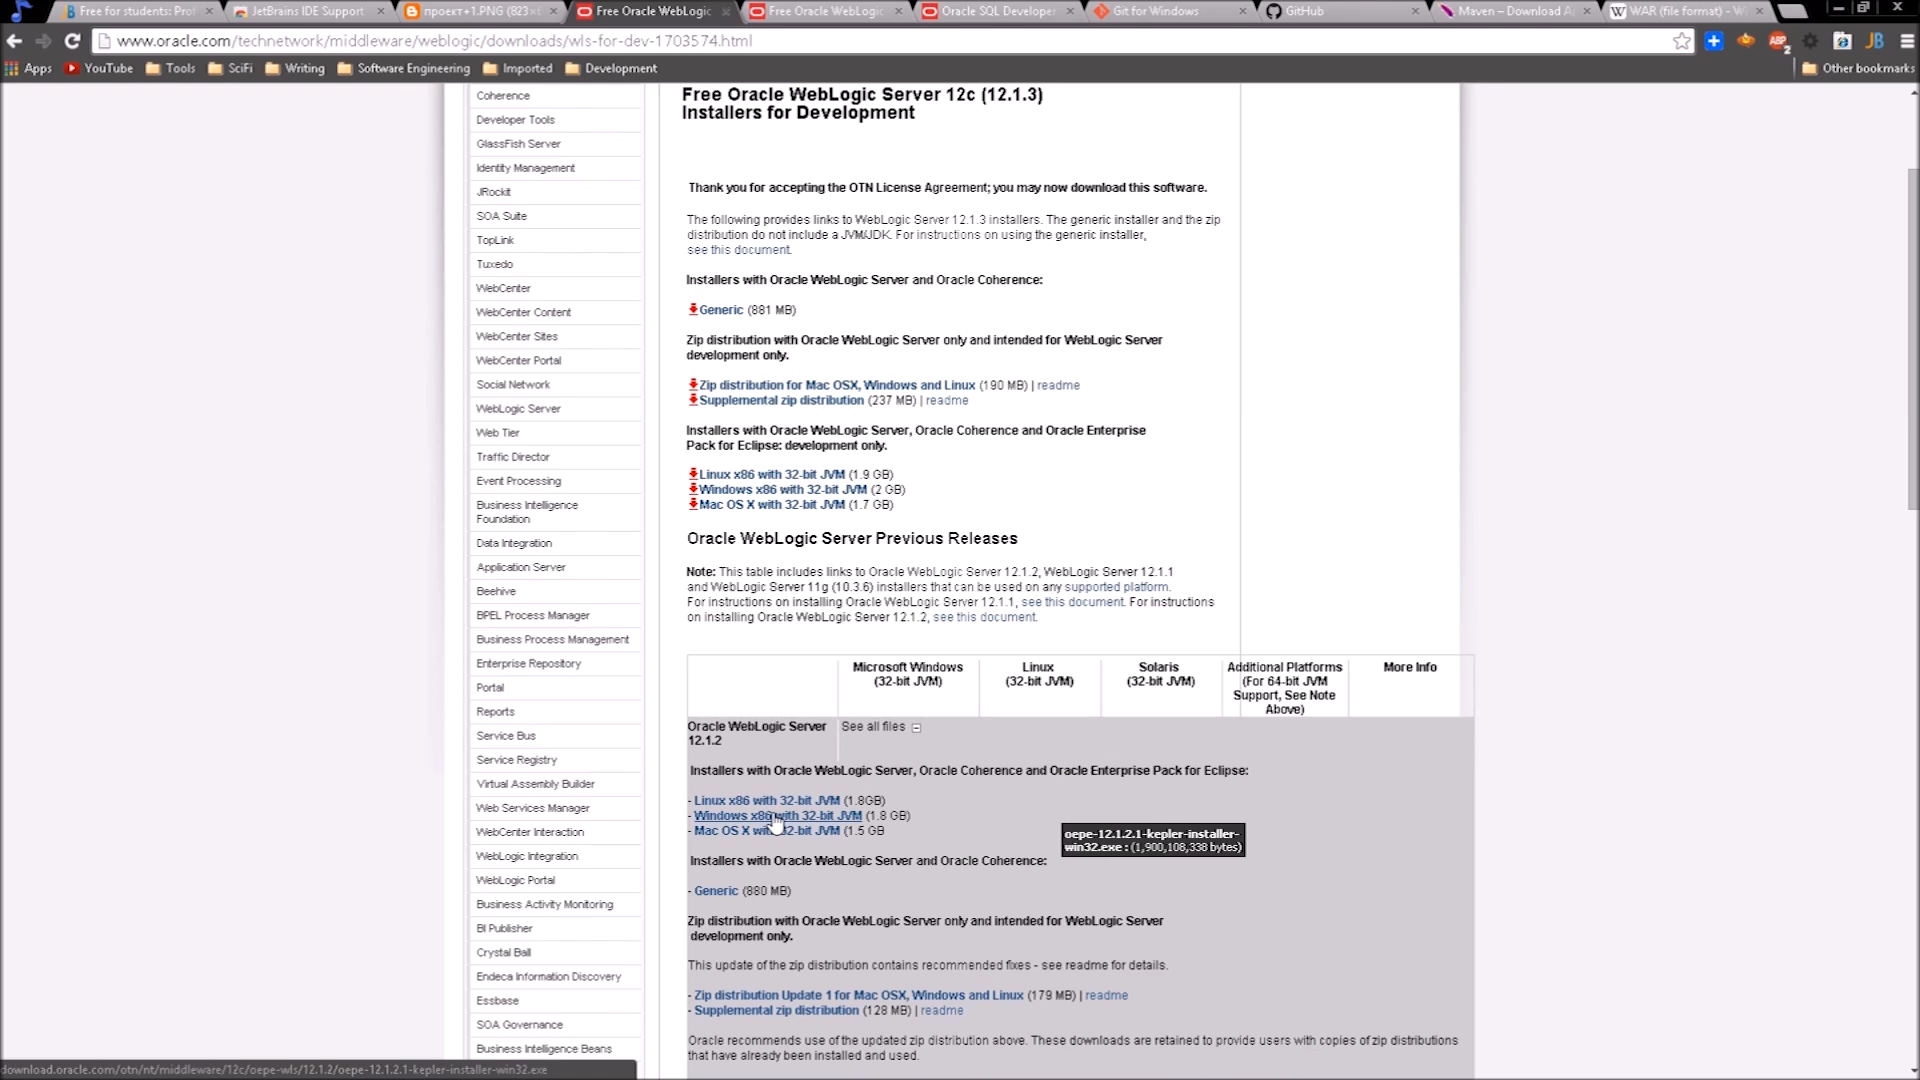 Free for students: Prof
JetBrains IDE Support
проект+1.PNG (823×6
Free Oracle WebLogic
Free Oracle WebLogic
Oracle SQL Developer
Git for Windows
GitHub
Maven – Download A
WAR (file format) - W
www.oracle.com/technetwork/middleware/weblogic/downloads/wls-for-dev-1703574.html
ABP
2
JB
Apps
YouTube
Tools
SciFi
Writing
Software Engineering
Imported
Development
Other bookmarks
Coherence
Developer Tools
GlassFish Server
Identity Management
JRockit
SOA Suite
TopLink
Tuxedo
WebCenter
WebCenter Content
WebCenter Sites
WebCenter Portal
Social Network
WebLogic Server
Web Tier
Traffic Director
Event Processing
Business Intelligence
Foundation
Data Integration
Application Server
Beehive
BPEL Process Manager
Business Process Management
Enterprise Repository
Portal
Reports
Service Bus
Service Registry
Virtual Assembly Builder
Web Services Manager
WebCenter Interaction
WebLogic Integration
WebLogic Portal
Business Activity Monitoring
BI Publisher
Crystal Ball
Endeca Information Discovery
Essbase
SOA Governance
Business Intelligence Beans
Free Oracle WebLogic Server 12c (12.1.3)
Installers for Development
Thank you for accepting the OTN License Agreement; you may now download this software.
The following provides links to WebLogic Server 12.1.3 installers. The generic installer and the zip
distribution do not include a JVM/JDK. For instructions on using the generic installer,
see this document.
Installers with Oracle WebLogic Server and Oracle Coherence:
Generic (881 MB)
Zip distribution with Oracle WebLogic Server only and intended for WebLogic Server
development only.
Zip distribution for Mac OSX, Windows and Linux (190 MB) | readme
Supplemental zip distribution (237 MB) | readme
Installers with Oracle WebLogic Server, Oracle Coherence and Oracle Enterprise
Pack for Eclipse: development only.
Linux x86 with 32-bit JVM (1.9 GB)
Windows x86 with 32-bit JVM (2 GB)
Mac OS X with 32-bit JVM (1.7 GB)
Oracle WebLogic Server Previous Releases
Note: This table includes links to Oracle WebLogic Server 12.1.2, WebLogic Server 12.1.1
and WebLogic Server 11g (10.3.6) installers that can be used on any supported platform.
For instructions on installing Oracle WebLogic Server 12.1.1, see this document. For instructions
on installing Oracle WebLogic Server 12.1.2, see this document.
Microsoft Windows
(32-bit JVM)
Linux
(32-bit JVM)
Solaris
(32-bit JVM)
Additional Platforms
(For 64-bit JVM
Support, See Note
Above)
More Info
Oracle WebLogic Server
12.1.2
See all files
Installers with Oracle WebLogic Server, Oracle Coherence and Oracle Enterprise Pack for Eclipse:
- Linux x86 with 32-bit JVM (1.8GB)
- Windows x86 with 32-bit JVM (1.8 GB)
- Mac OS X with 32-bit JVM (1.5 GB
oepe-12.1.2.1-kepler-installer-
win32.exe : (1,900,108,338 bytes)
Installers with Oracle WebLogic Server and Oracle Coherence:
- Generic (880 MB)
Zip distribution with Oracle WebLogic Server only and intended for WebLogic Server
development only.
This update of the zip distribution contains recommended fixes - see readme for details.
- Zip distribution Update 1 for Mac OSX, Windows and Linux (179 MB) | readme
- Supplemental zip distribution (128 MB) | readme
Oracle recommends use of the updated zip distribution above. These downloads are retained to provide users with copies of zip distributions
that have already been installed and used.
download.oracle.com/otn/nt/middleware/12c/oepe-wls/12.1.2/oepe-12.1.2.1-kepler-installer-win32.exe